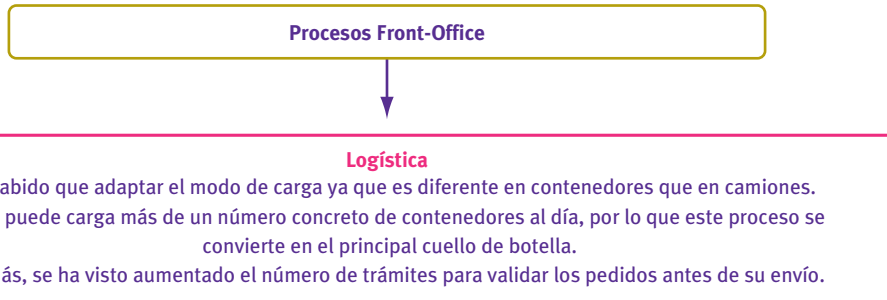 Procesos Front-Office
Logística
abido que adaptar el modo de carga ya que es diferente en contenedores que en camiones.
puede carga más de un número concreto de contenedores al día, por lo que este proceso se
convierte en el principal cuello de botella.
ás, se ha visto aumentado el número de trámites para validar los pedidos antes de su envío.